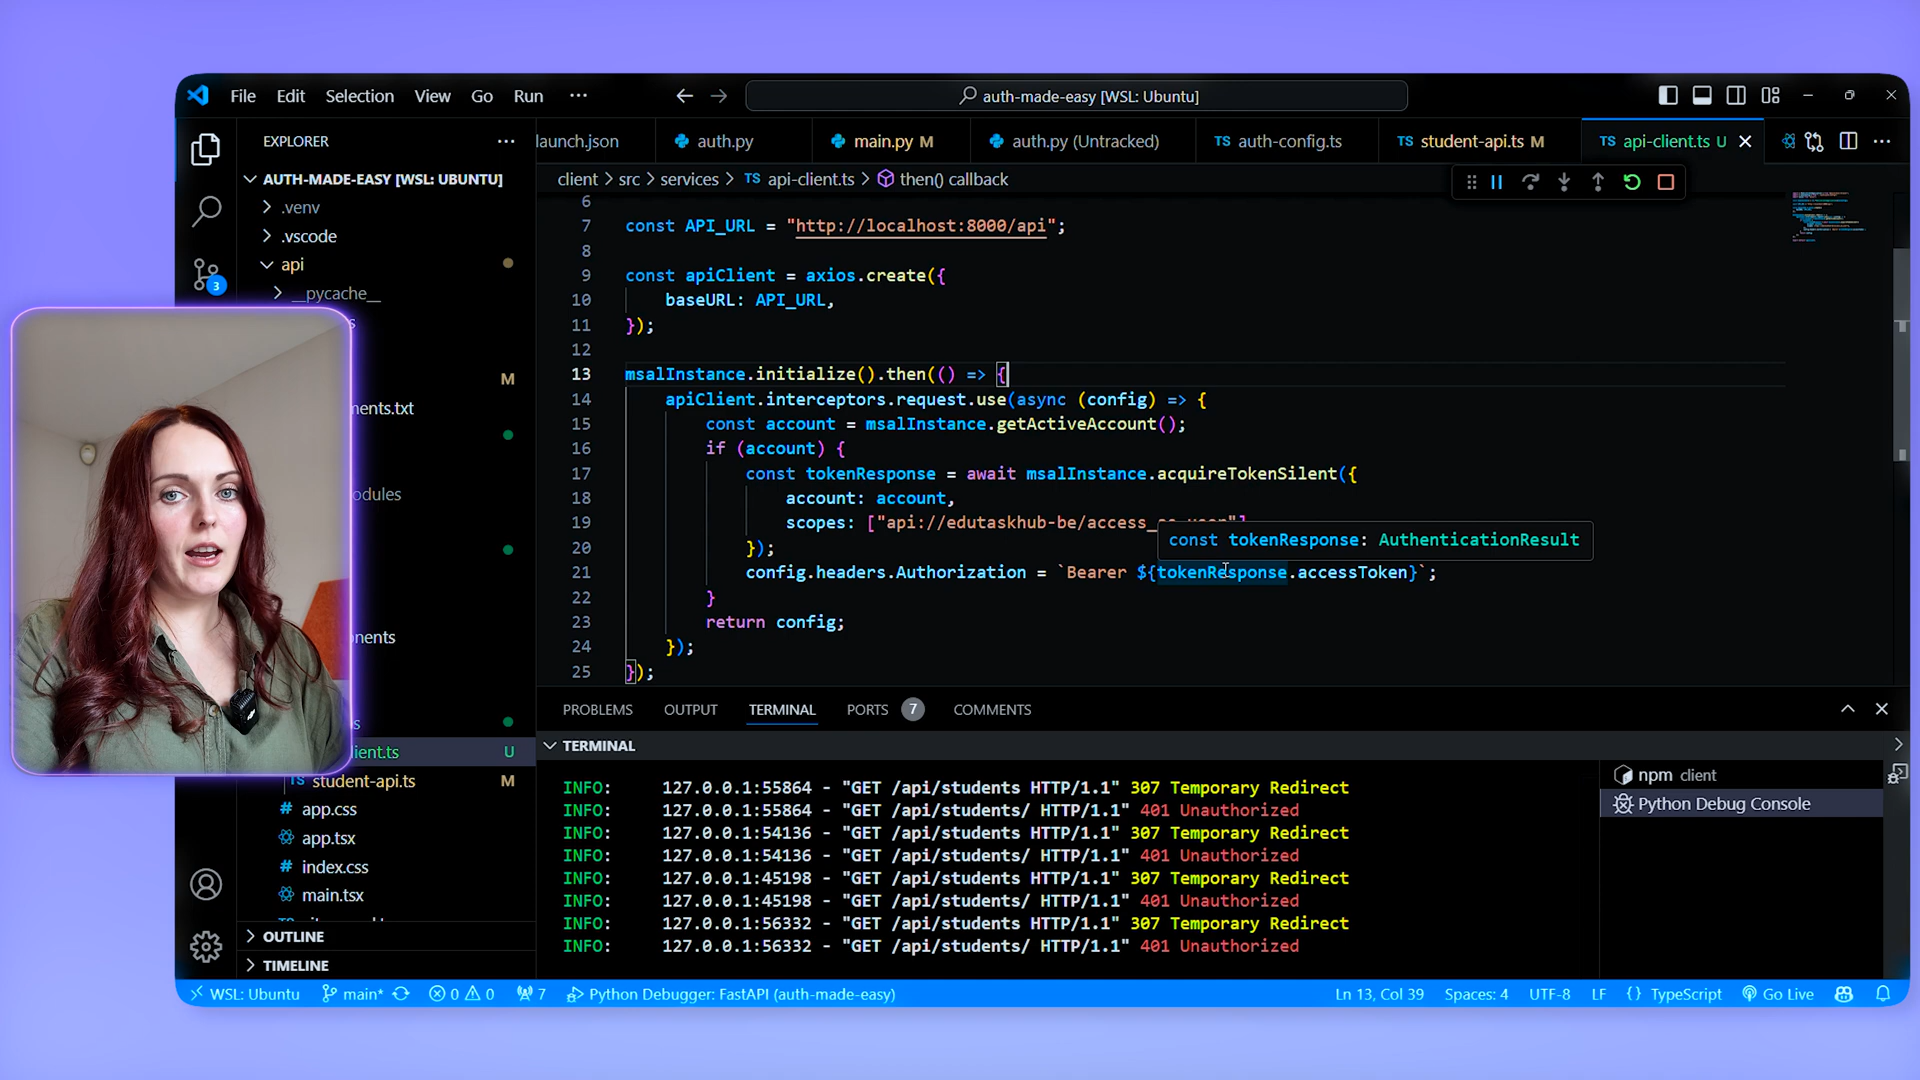 File Edit Selection View Go Run ···
auth-made-easy [WSL: Ubuntu]
EXPLORER
launch.json
auth.py
main.py M
auth.py (Untracked)
TS auth-config.ts
TS student-api.ts M
TS api-client.ts U
client > src > services > TS api-client.ts > then() callback
AUTH-MADE-EASY [WSL: UBUNTU]
.venv
.vscode
api
__pycache__
M
ments.txt
odules
onents
ient.ts U
TS student-api.ts M
# app.css
app.tsx
# index.css
main.tsx
OUTLINE
TIMELINE
3
6
7 const API_URL = "http://localhost:8000/api";
8
9 const apiClient = axios.create({
10 baseURL: API_URL,
11 });
12
13 msalInstance.initialize().then(() => {
14 apiClient.interceptors.request.use(async (config) => {
15 const account = msalInstance.getActiveAccount();
16 if (account) {
17 const tokenResponse = await msalInstance.acquireTokenSilent({
18 account: account,
19 scopes: ["api://edutaskhub-be/access_
const tokenResponse: AuthenticationResult
20 });
21 config.headers.Authorization = `Bearer ${tokenResponse.accessToken}`;
22 }
23 return config;
24 });
25 });
PROBLEMS OUTPUT TERMINAL PORTS 7 COMMENTS
TERMINAL
INFO: 127.0.0.1:55864 - "GET /api/students HTTP/1.1" 307 Temporary Redirect
INFO: 127.0.0.1:55864 - "GET /api/students/ HTTP/1.1" 401 Unauthorized
INFO: 127.0.0.1:54136 - "GET /api/students HTTP/1.1" 307 Temporary Redirect
INFO: 127.0.0.1:54136 - "GET /api/students/ HTTP/1.1" 401 Unauthorized
INFO: 127.0.0.1:45198 - "GET /api/students HTTP/1.1" 307 Temporary Redirect
INFO: 127.0.0.1:45198 - "GET /api/students/ HTTP/1.1" 401 Unauthorized
INFO: 127.0.0.1:56332 - "GET /api/students HTTP/1.1" 307 Temporary Redirect
INFO: 127.0.0.1:56332 - "GET /api/students/ HTTP/1.1" 401 Unauthorized
npm client
Python Debug Console
WSL: Ubuntu main* 0 0 7 Python Debugger: FastAPI (auth-made-easy)
Ln 13, Col 39 Spaces: 4 UTF-8 LF {} TypeScript Go Live